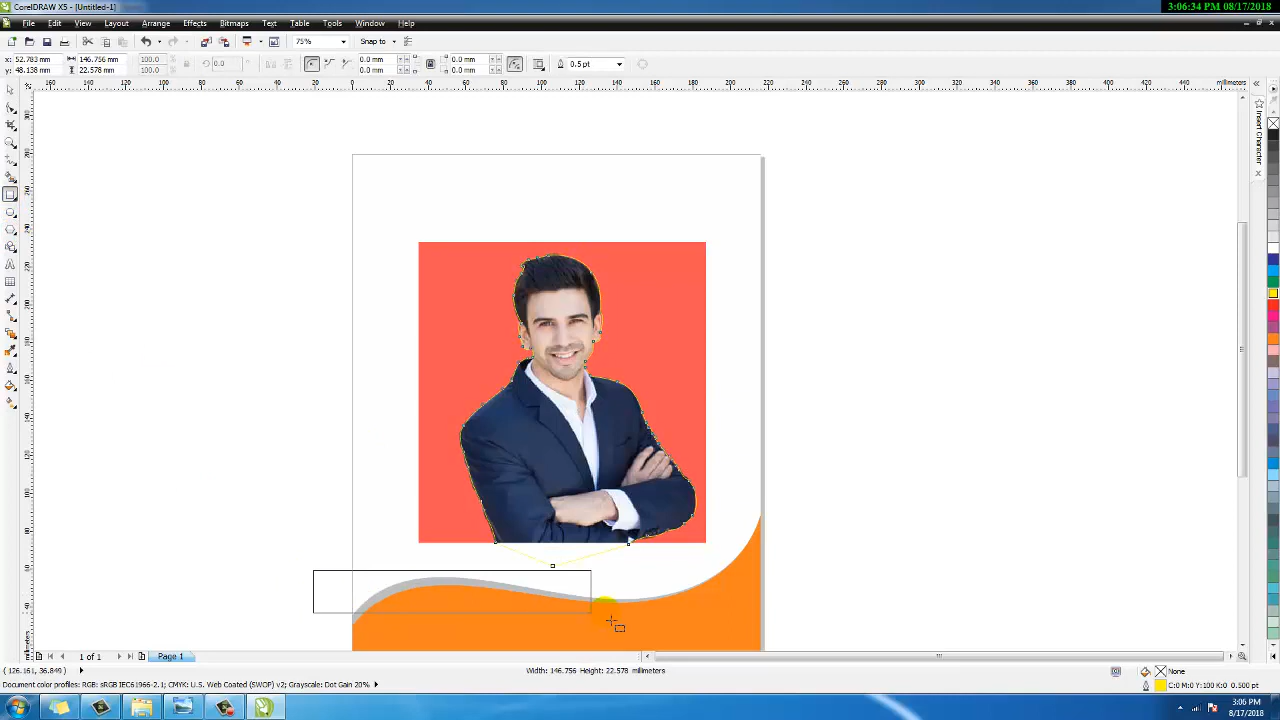 CorelDRAW X5 - [Untitled-1]
3:06:34 PM 08/17/2018
File Edit View Layout Arrange Effects Bitmaps Text Table Tools Window Help
75% Snap to
x: 52.783 mm 146.756 mm 100.0 0.0 0.0 mm 0.0 mm 0.5 pt
y: 48.138 mm 22.578 mm 100.0 0.0 mm 0.0 mm
millimeters
Insert Character
1 of 1 Page 1
( 126.161, 36.849 ) Width: 146.756 Height: 22.578 millimeters None
Document color profiles: RGB: sRGB IEC61966-2.1; CMYK: U.S. Web Coated (SWOP) v2; Grayscale: Dot Gain 20% C:0 M:0 Y:100 K:0 0.500 pt
3:06 PM
8/17/2018